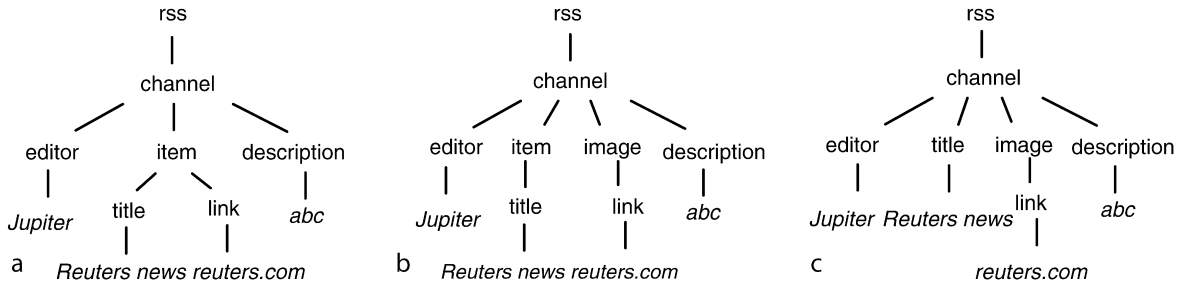 rss
channel
editor item description
Jupiter title link abc
a Reuters news reuters.com
rss
channel
editor item image description
Jupiter title link abc
b Reuters news reuters.com
rss
channel
editor title image description
Jupiter Reuters news link abc
c reuters.com